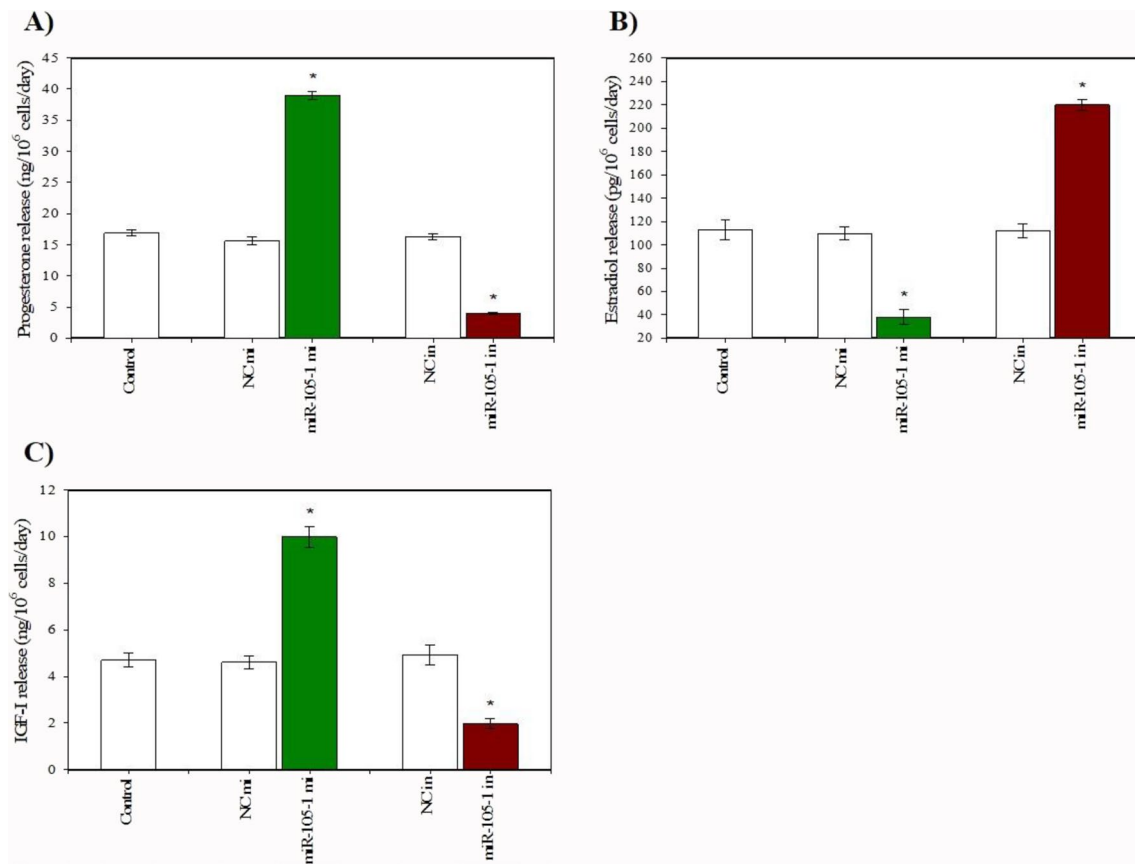 A)
Progesterone release (ng/10⁶ cells/day)
45
40
35
30
25
20
15
10
5
0
*
*
Control
NC mi
miR-105-1 mi
NC in
miR-105-1 in
B)
Estradiol release (pg/10⁶ cells/day)
260
240
220
200
180
160
140
120
100
80
60
40
20
*
*
Control
NC mi
miR-105-1 mi
NC in
miR-105-1 in
C)
IGF-I release (ng/10⁶ cells/day)
12
10
8
6
4
2
0
*
*
Control
NC mi
miR-105-1 mi
NC in
miR-105-1 in